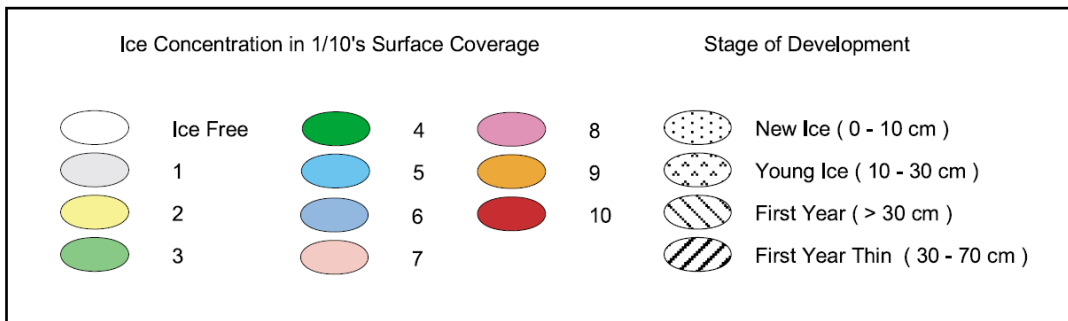 Ice Concentration in 1/10's Surface Coverage
Stage of Development
Ice Free
1
2
3
4
5
6
7
8
9
10
New Ice ( 0 - 10 cm )
Young Ice ( 10 - 30 cm )
First Year ( > 30 cm )
First Year Thin ( 30 - 70 cm )